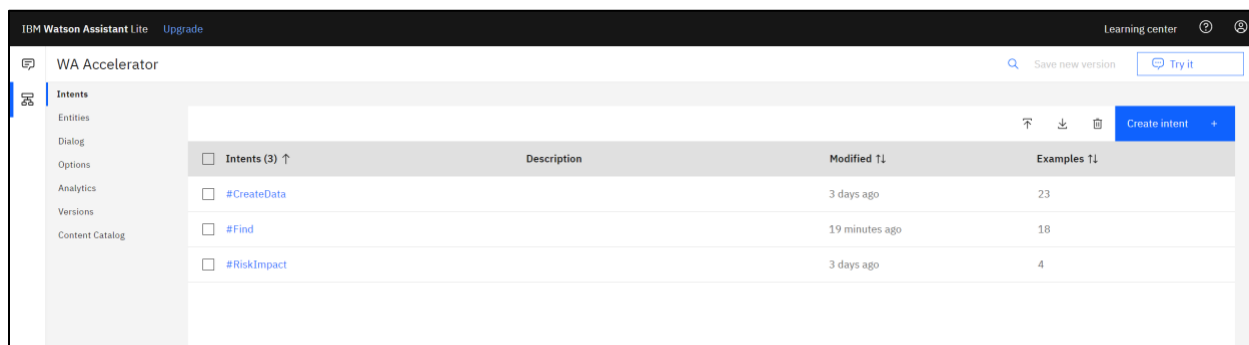 IBM Watson Assistant Lite Upgrade Learning center
WA Accelerator Save new version Try it
Intents
Entities
Dialog
Options
Analytics
Versions
Content Catalog
Create intent +
Intents (3) ↑ Description Modified ↑↓ Examples ↑↓
#CreateData 3 days ago 23
#Find 19 minutes ago 18
#RiskImpact 3 days ago 4